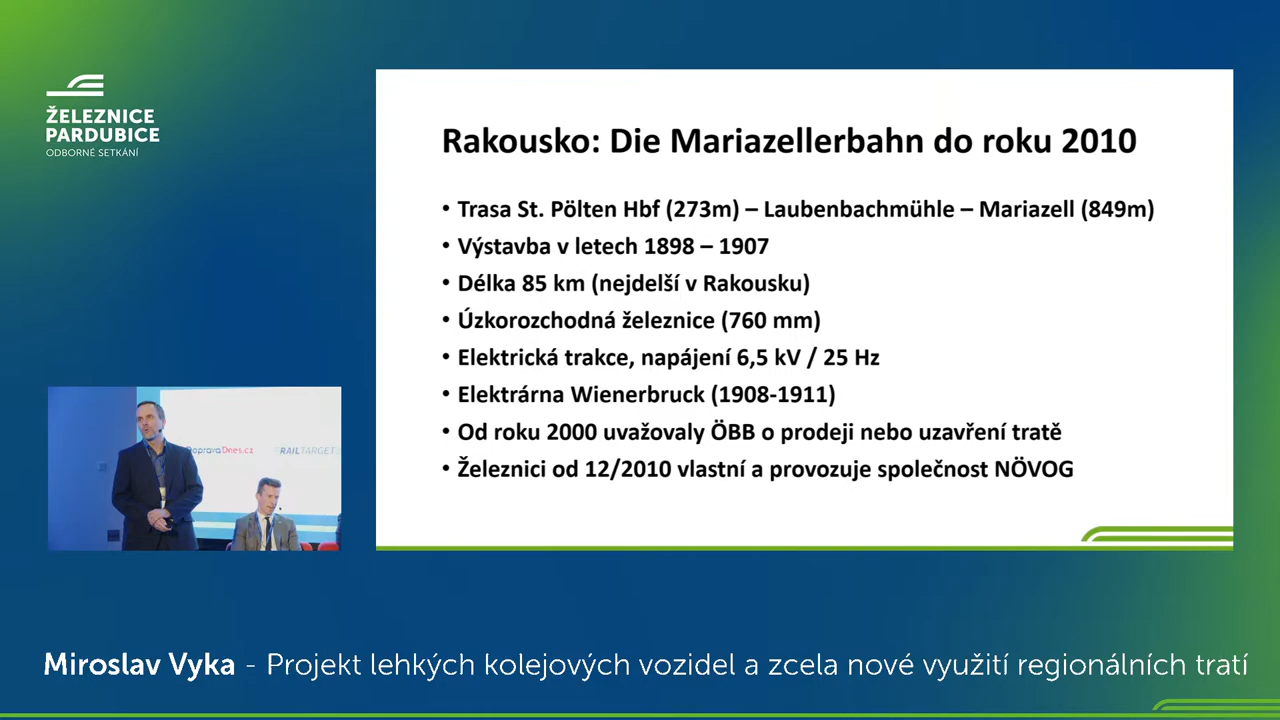 ŽELEZNICE
PARDUBICE
ODBORNÉ SETKÁNÍ
Rakousko: Die Mariazellerbahn do roku 2010
• Trasa St. Pölten Hbf (273m) – Laubenbachmühle – Mariazell (849m)
• Výstavba v letech 1898 – 1907
• Délka 85 km (nejdelší v Rakousku)
• Úzkorozchodná železnice (760 mm)
• Elektrická trakce, napájení 6,5 kV / 25 Hz
• Elektrárna Wienerbruck (1908-1911)
• Od roku 2000 uvažovaly ÖBB o prodeji nebo uzavření tratě
• Železnici od 12/2010 vlastní a provozuje společnost NÖVOG
DopravaDnes.cz
RAILTARGET
Miroslav Vyka - Projekt lehkých kolejových vozidel a zcela nové využití regionálních tratí